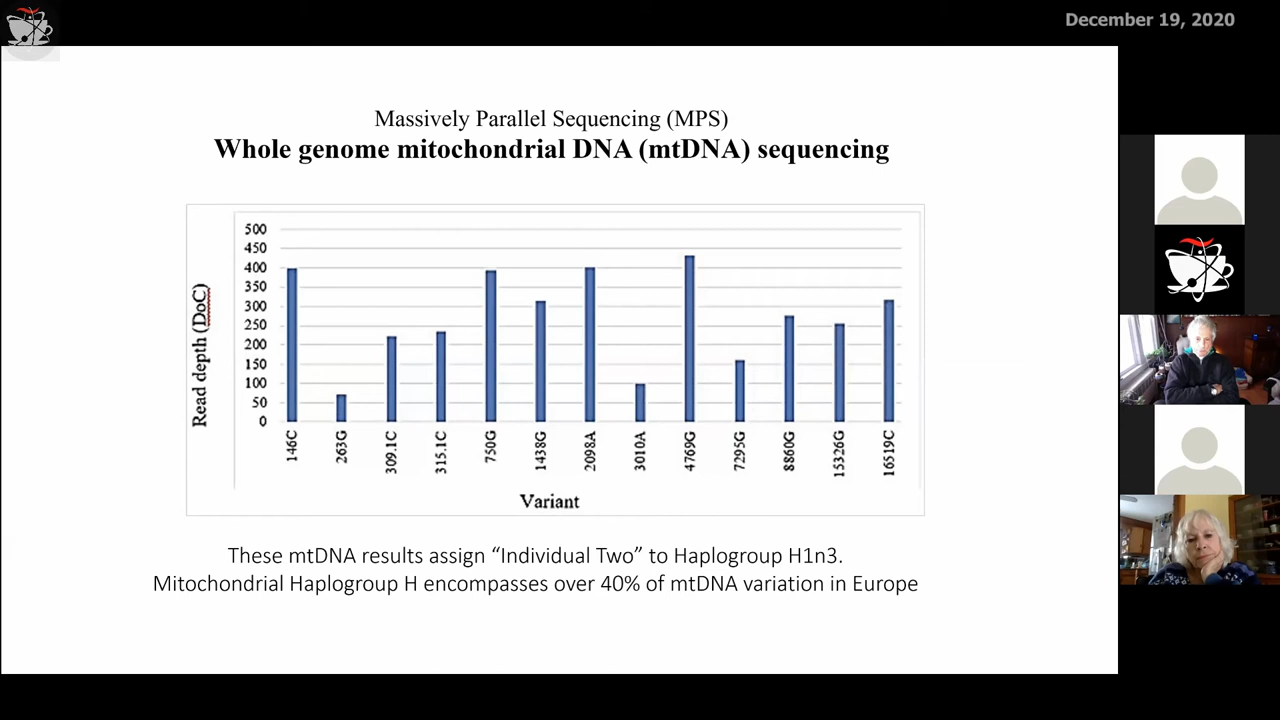 December 19, 2020
Massively Parallel Sequencing (MPS)
Whole genome mitochondrial DNA (mtDNA) sequencing
500
450
400
350
300
250
200
150
100
50
0
Read depth (DoC)
146C
263G
309.1C
315.1C
750G
1438G
2098A
3010A
4769G
7295G
8860G
15326G
16519C
Variant
These mtDNA results assign “Individual Two” to Haplogroup H1n3.
Mitochondrial Haplogroup H encompasses over 40% of mtDNA variation in Europe